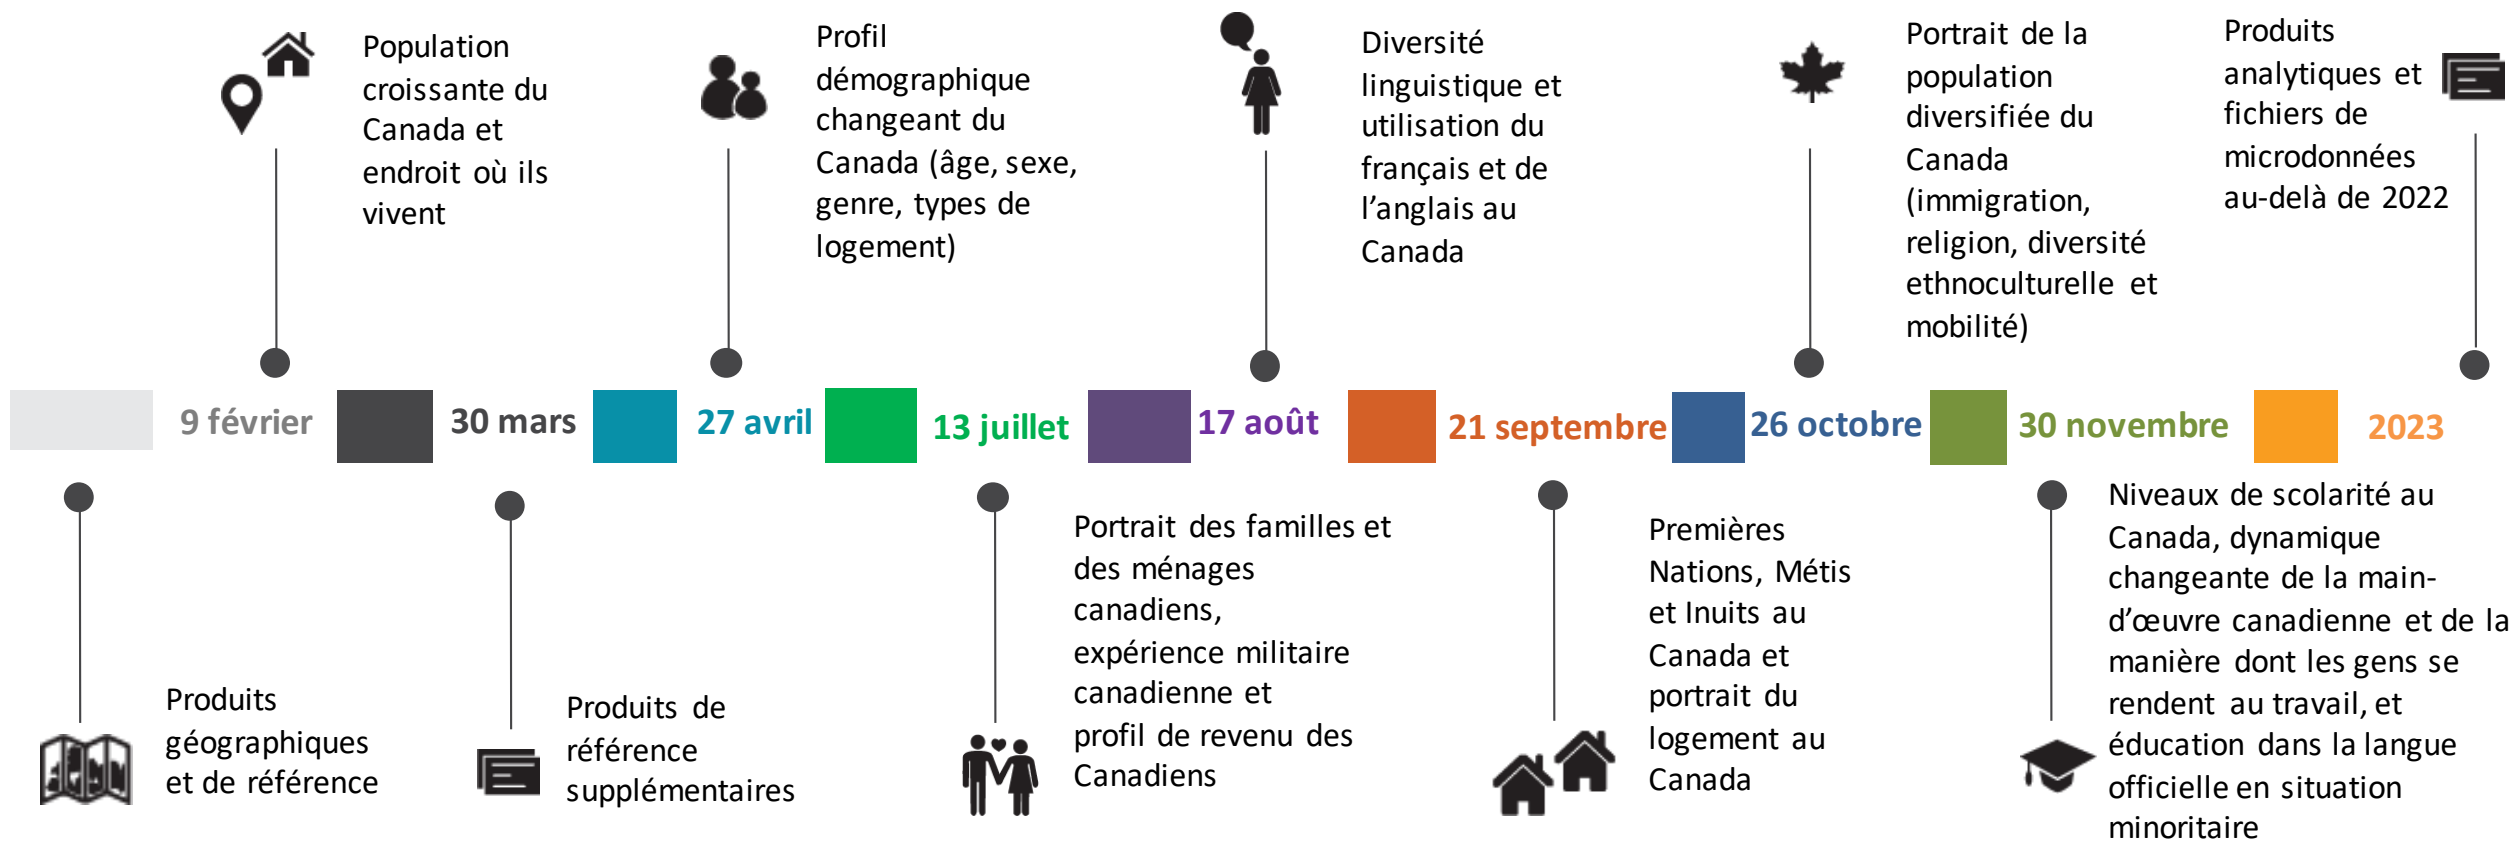 Population
croissante du
Canada et
endroit où ils
vivent
Profil
démographique
changeant du
Canada (âge, sexe,
genre, types de
logement)
Diversité
linguistique et
utilisation du
français et de
l’anglais au
Canada
Portrait de la
population
diversifiée du
Canada
(immigration,
religion, diversité
ethnoculturelle et
mobilité)
Produits
analytiques et
fichiers de
microdonnées
au-delà de 2022
9 février
30 mars
27 avril
13 juillet
17 août
21 septembre
26 octobre
30 novembre
2023
Produits
géographiques
et de référence
Produits de
référence
supplémentaires
Portrait des familles et
des ménages
canadiens,
expérience militaire
canadienne et
profil de revenu des
Canadiens
Premières
Nations, Métis
et Inuits au
Canada et
portrait du
logement au
Canada
Niveaux de scolarité au
Canada, dynamique
changeante de la main-
d’œuvre canadienne et de la
manière dont les gens se
rendent au travail, et
éducation dans la langue
officielle en situation
minoritaire